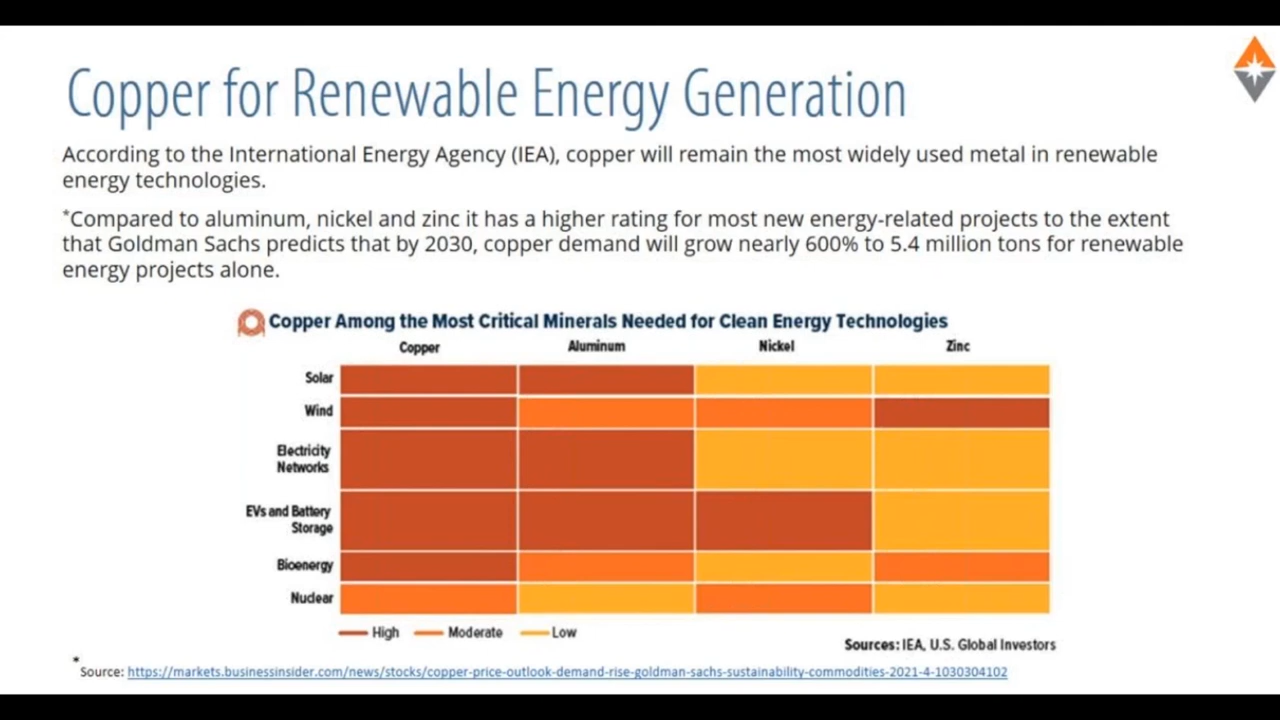 Copper for Renewable Energy Generation
According to the International Energy Agency (IEA), copper will remain the most widely used metal in renewable
energy technologies.
*Compared to aluminum, nickel and zinc it has a higher rating for most new energy-related projects to the extent
that Goldman Sachs predicts that by 2030, copper demand will grow nearly 600% to 5.4 million tons for renewable
energy projects alone.
Copper Among the Most Critical Minerals Needed for Clean Energy Technologies
Copper Aluminum Nickel Zinc
Solar
Wind
Electricity
Networks
EVs and Battery
Storage
Bioenergy
Nuclear
High Moderate Low
Sources: IEA, U.S. Global Investors
*Source: https://markets.businessinsider.com/news/stocks/copper-price-outlook-demand-rise-goldman-sachs-sustainability-commodities-2021-4-1030304102